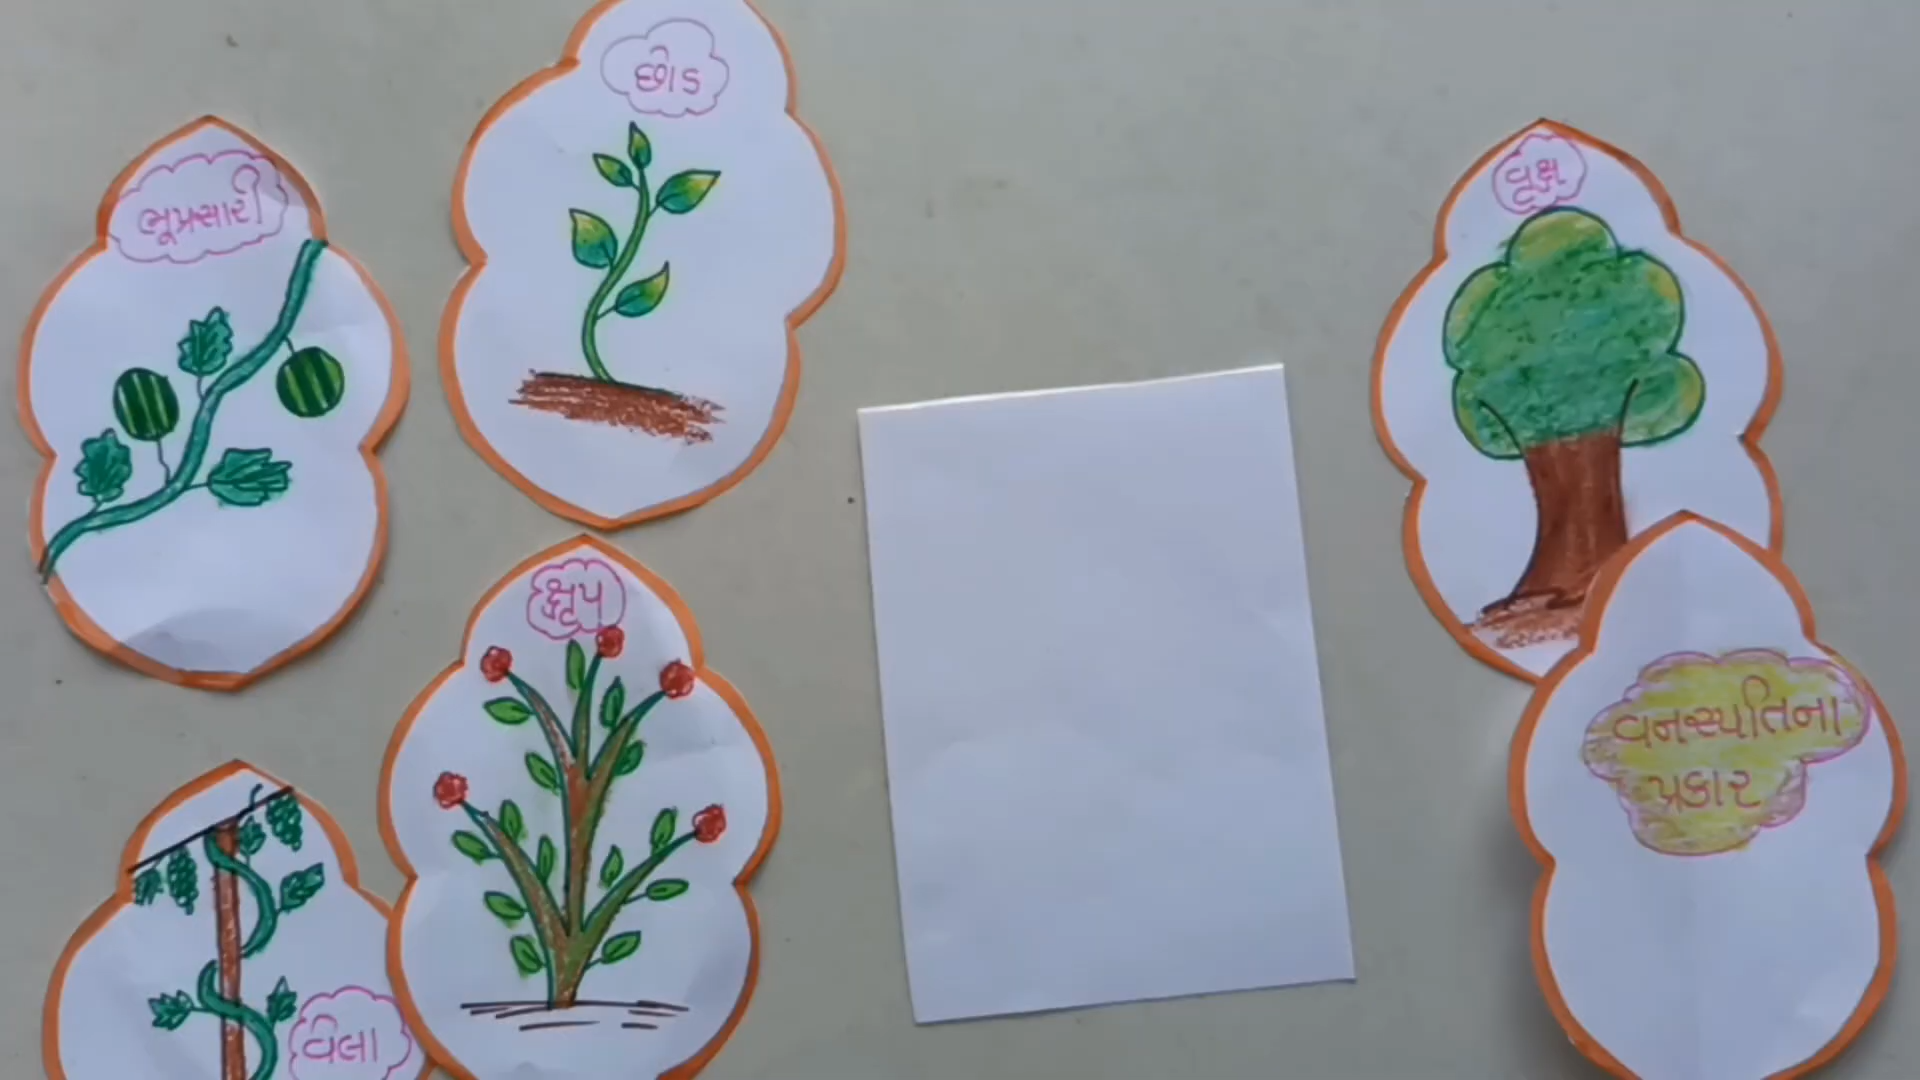 છોડ
ભૂપ્રસારી
વૃક્ષ
ક્ષુપ
વનસ્પતિના
પ્રકાર
વેલા